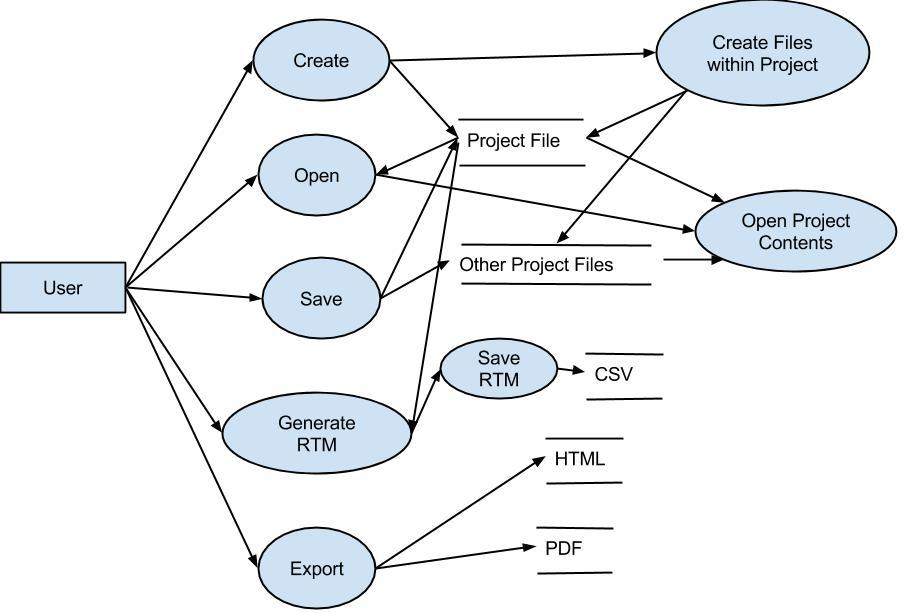 Create
Create Files
within Project
Project File
Open
Open Project
Contents
Other Project Files
User
Save
Save
RTM
CSV
Generate
RTM
HTML
PDF
Export